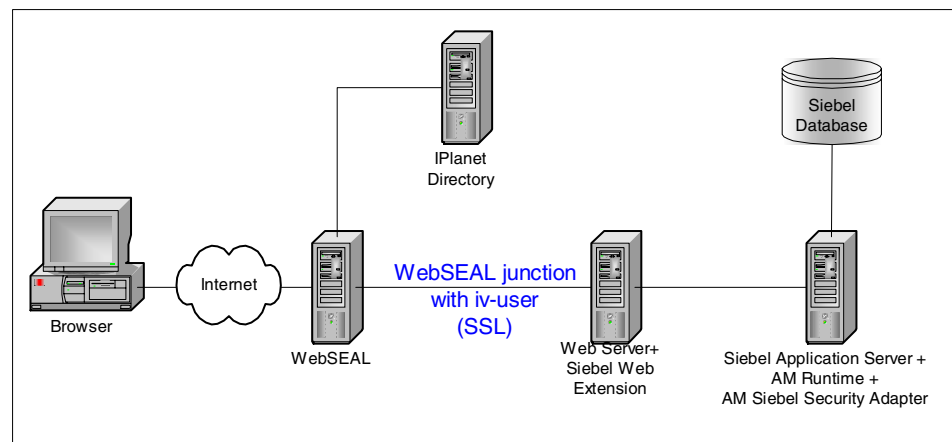 IPlanet
Directory
Siebel
Database
Browser
Internet
WebSEAL
WebSEAL junction
with iv-user
(SSL)
Web Server+
Siebel Web
Extension
Siebel Application Server +
AM Runtime +
AM Siebel Security Adapter